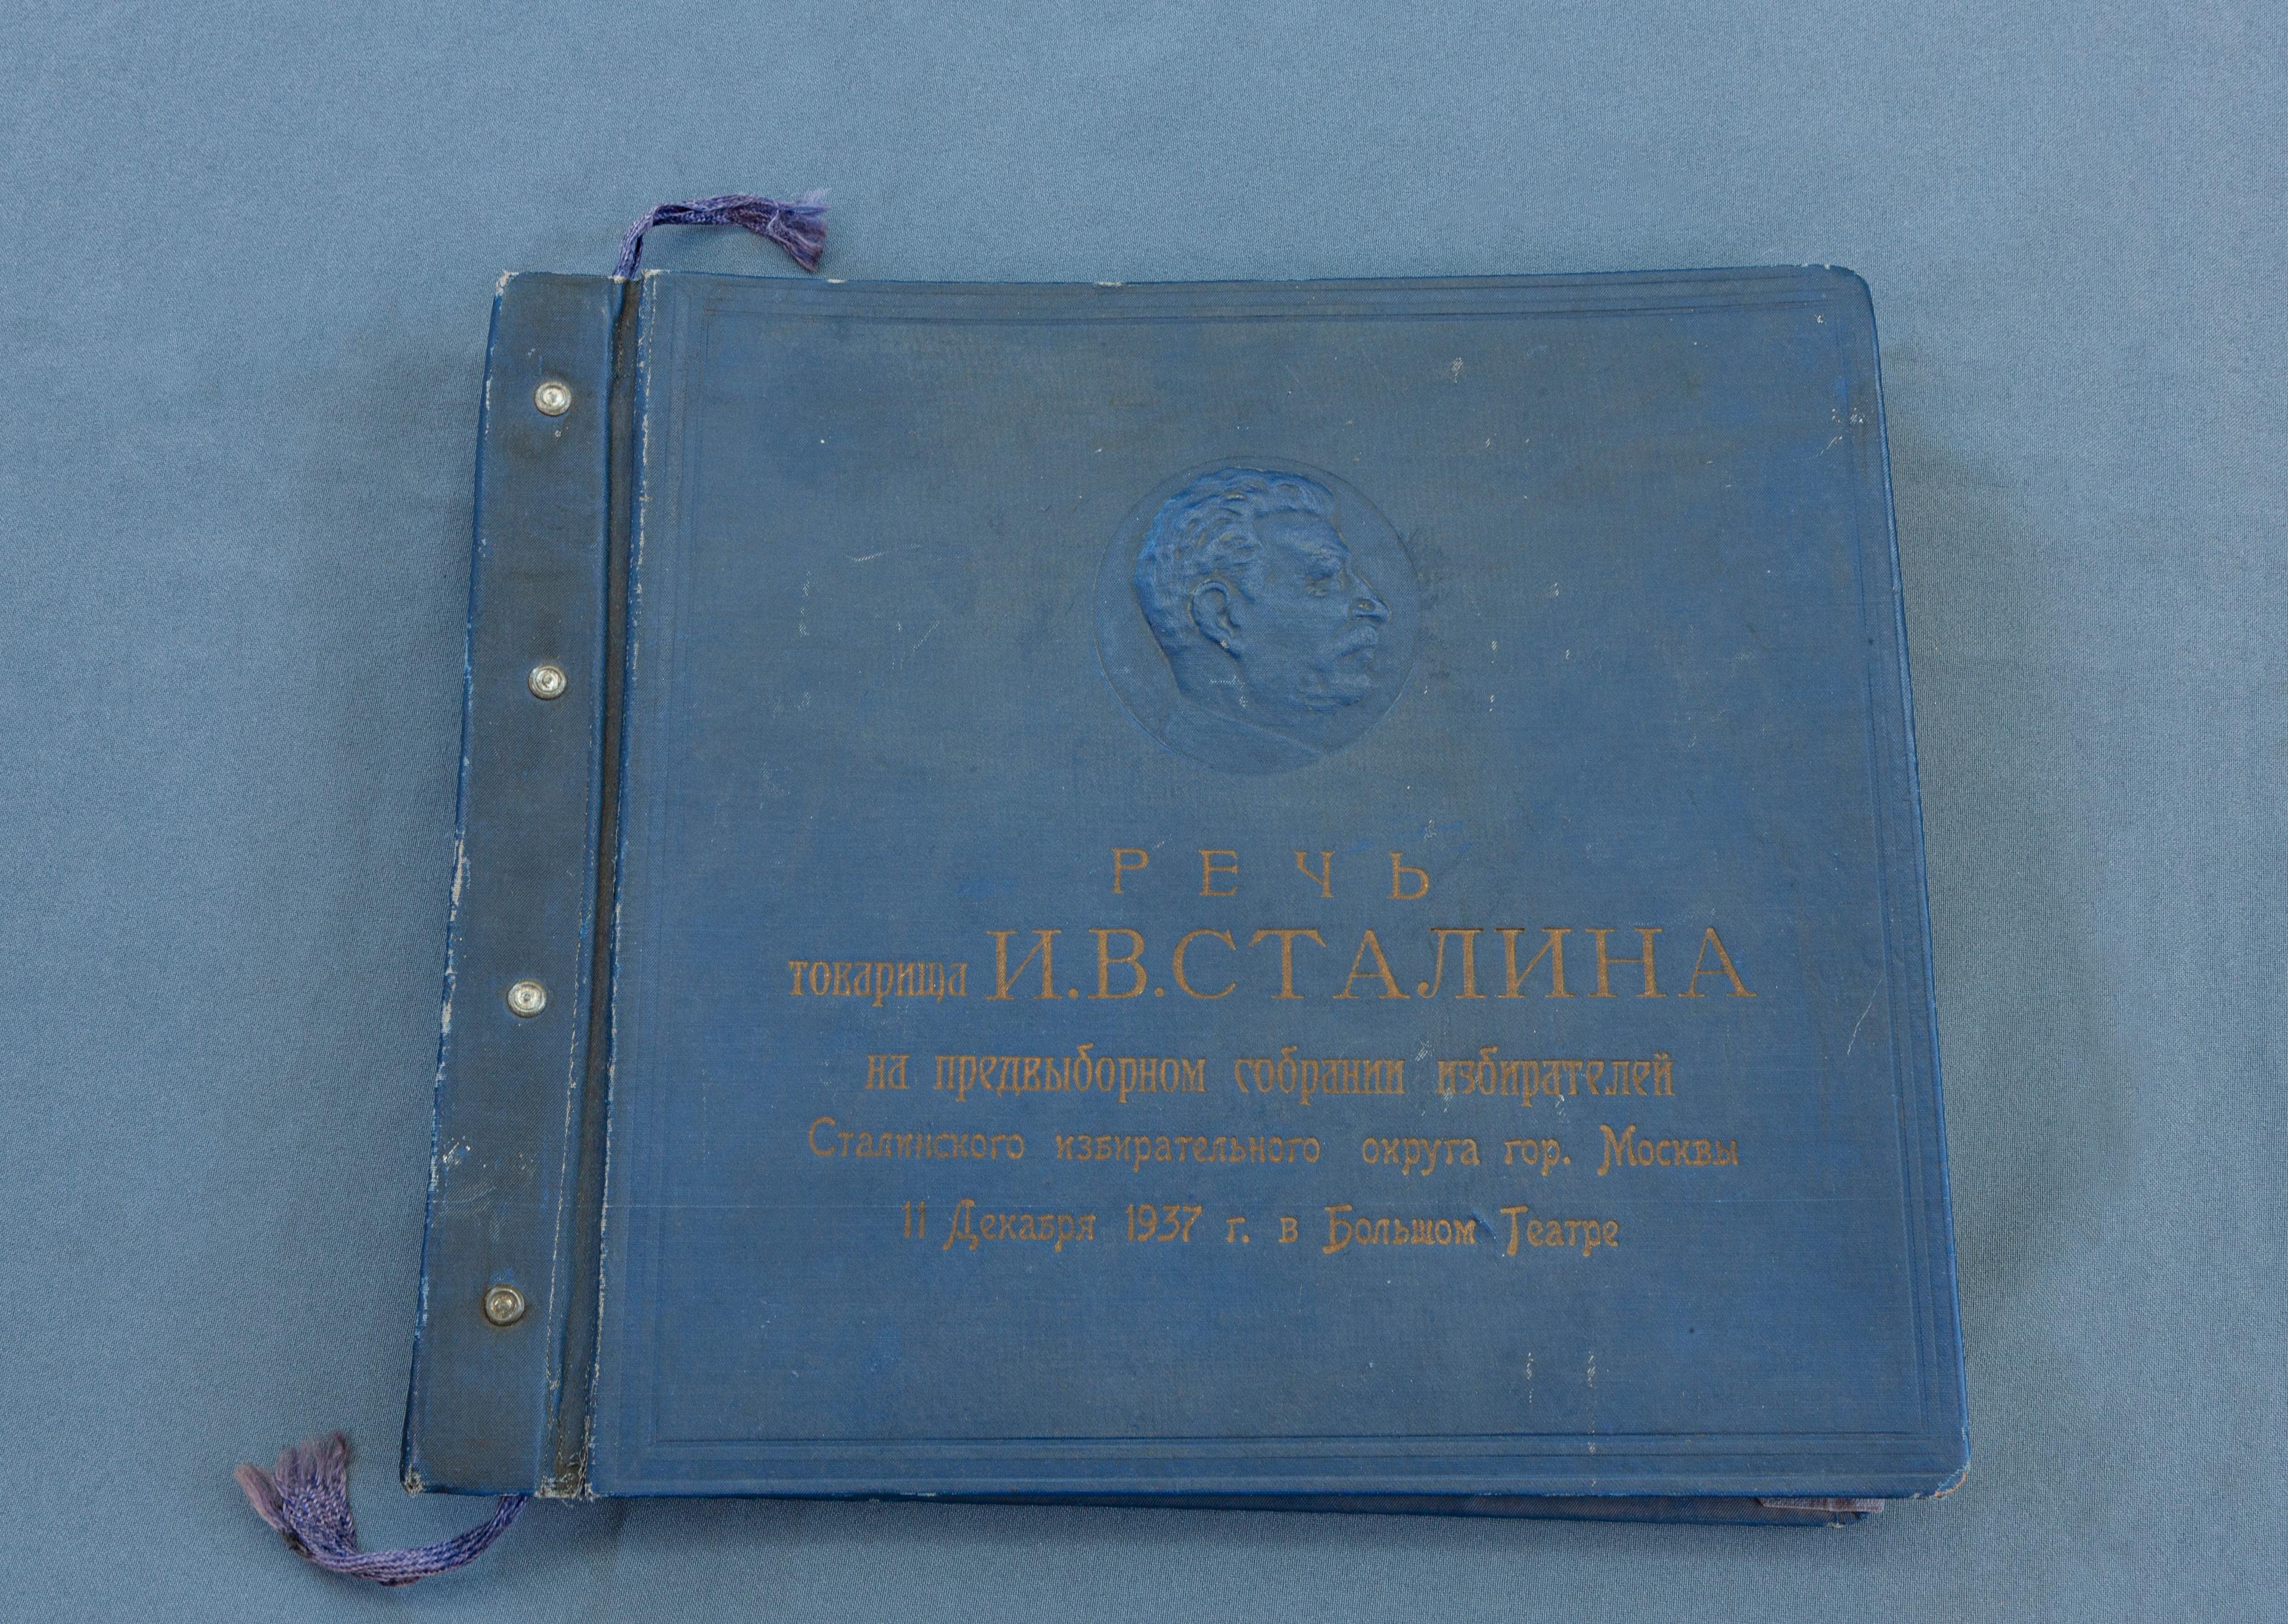 РЕЧЬ
товарища И.В.СТАЛИНА
на предвыборном собрании избирателей
Сталинского избирательного округа гор. Москвы
11 Декабря 1937 г. в Большом Театре